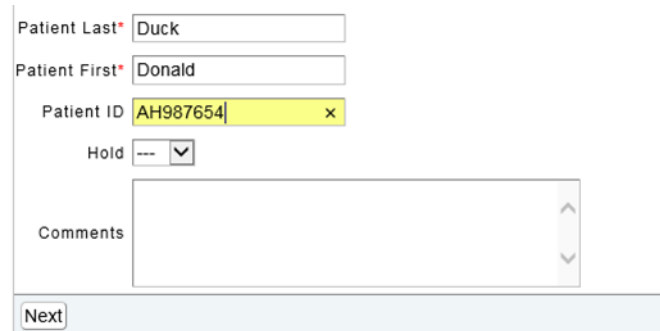 Patient Last* Duck
Patient First* Donald
Patient ID AH987654 ×
Hold ---
Comments
Next